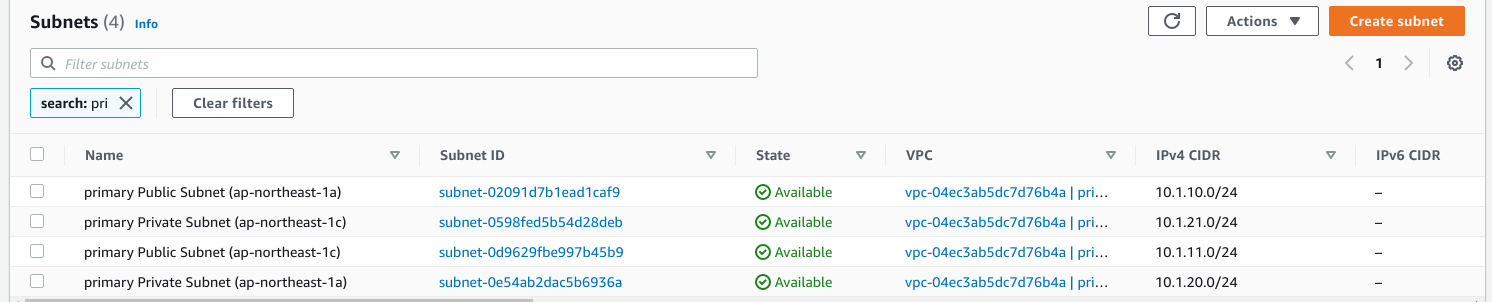 Subnets (4) Info
Actions Create subnet
Filter subnets
1
search: pri Clear filters
Name Subnet ID State VPC IPv4 CIDR IPv6 CIDR
primary Public Subnet (ap-northeast-1a) subnet-02091d7b1ead1caf9 Available vpc-04ec3ab5dc7d76b4a | pri… 10.1.10.0/24 –
primary Private Subnet (ap-northeast-1c) subnet-0598fed5b54d28deb Available vpc-04ec3ab5dc7d76b4a | pri… 10.1.21.0/24 –
primary Public Subnet (ap-northeast-1c) subnet-0d9629fbe997b45b9 Available vpc-04ec3ab5dc7d76b4a | pri… 10.1.11.0/24 –
primary Private Subnet (ap-northeast-1a) subnet-0e54ab2dac5b6936a Available vpc-04ec3ab5dc7d76b4a | pri… 10.1.20.0/24 –